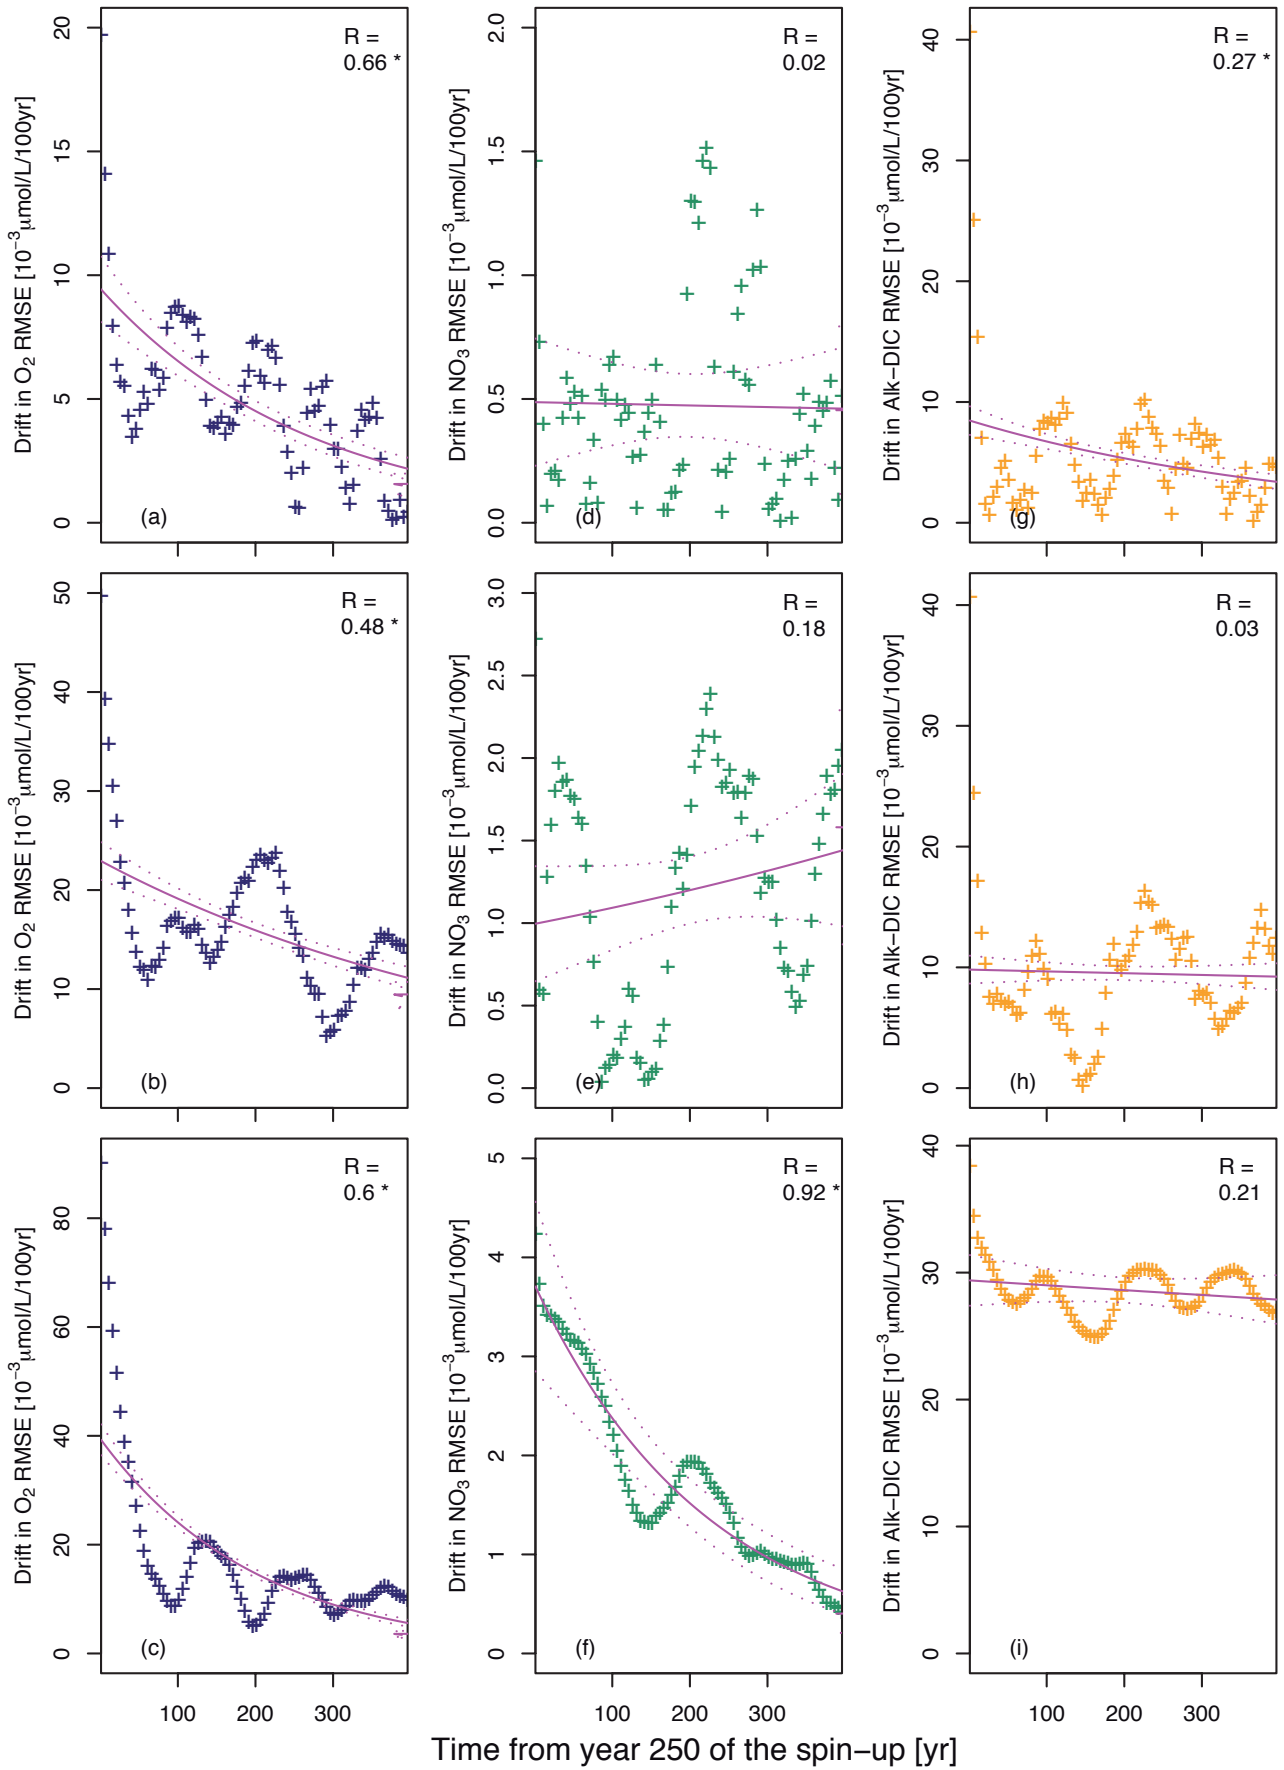 Drift in O₂ RMSE [10⁻³μmol/L/100yr]
0 5 10 15 20
R =
0.66 *
(a)
Drift in NO₃ RMSE [10⁻³μmol/L/100yr]
0.0 0.5 1.0 1.5 2.0
R =
0.02
(d)
Drift in Alk−DIC RMSE [10⁻³μmol/L/100yr]
0 10 20 30 40
R =
0.27 *
(g)
Drift in O₂ RMSE [10⁻³μmol/L/100yr]
0 10 20 30 40 50
R =
0.48 *
(b)
Drift in NO₃ RMSE [10⁻³μmol/L/100yr]
0.0 0.5 1.0 1.5 2.0 2.5 3.0
R =
0.18
(e)
Drift in Alk−DIC RMSE [10⁻³μmol/L/100yr]
0 10 20 30 40
R =
0.03
(h)
Drift in O₂ RMSE [10⁻³μmol/L/100yr]
0 20 40 60 80
R =
0.6 *
(c)
Drift in NO₃ RMSE [10⁻³μmol/L/100yr]
0 1 2 3 4 5
R =
0.92 *
(f)
Drift in Alk−DIC RMSE [10⁻³μmol/L/100yr]
0 10 20 30 40
R =
0.21
(i)
100 200 300
100 200 300
100 200 300
Time from year 250 of the spin−up [yr]